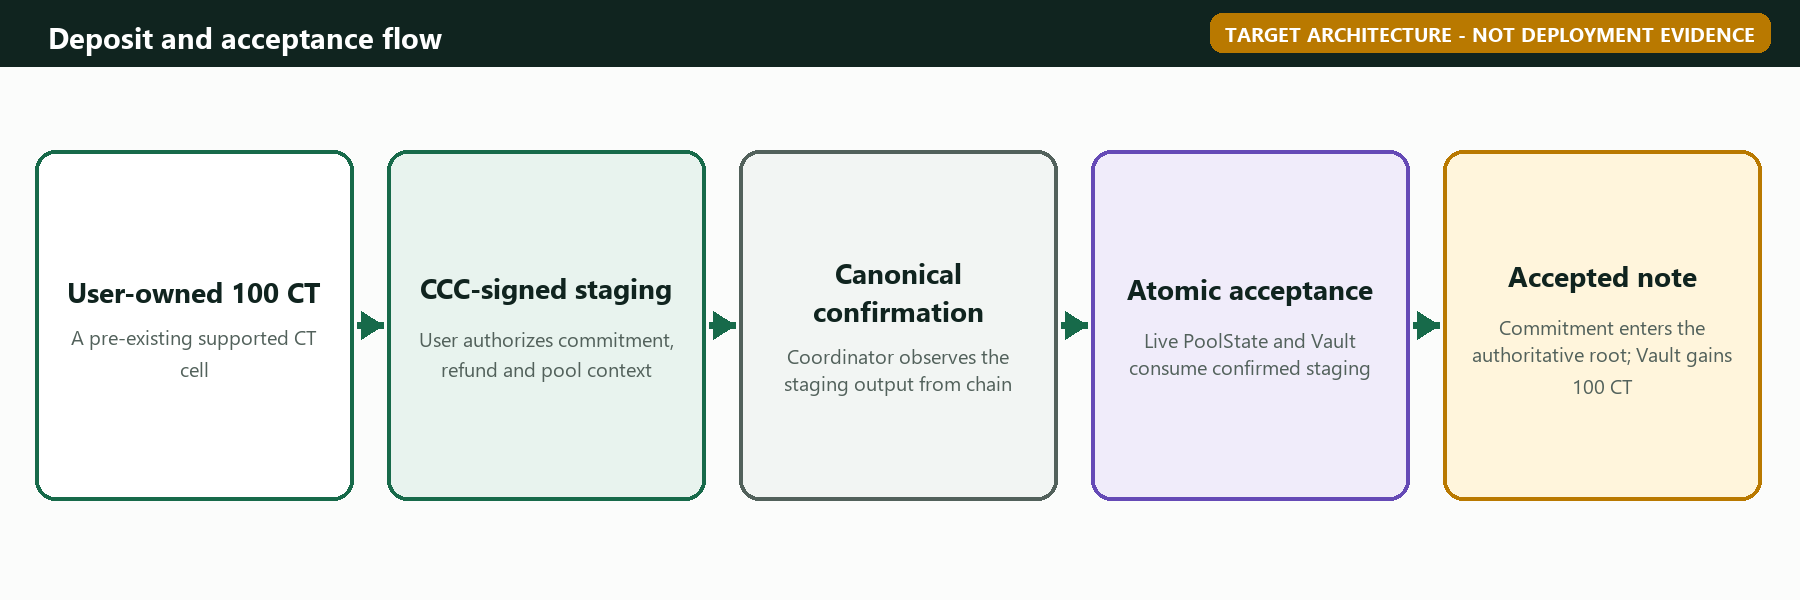 Deposit and acceptance flow
TARGET ARCHITECTURE - NOT DEPLOYMENT EVIDENCE
User-owned 100 CT
A pre-existing supported CT
cell
CCC-signed staging
User authorizes commitment,
refund and pool context
Canonical
confirmation
Coordinator observes the
staging output from chain
Atomic acceptance
Live PoolState and Vault
consume confirmed staging
Accepted note
Commitment enters the
authoritative root; Vault gains
100 CT